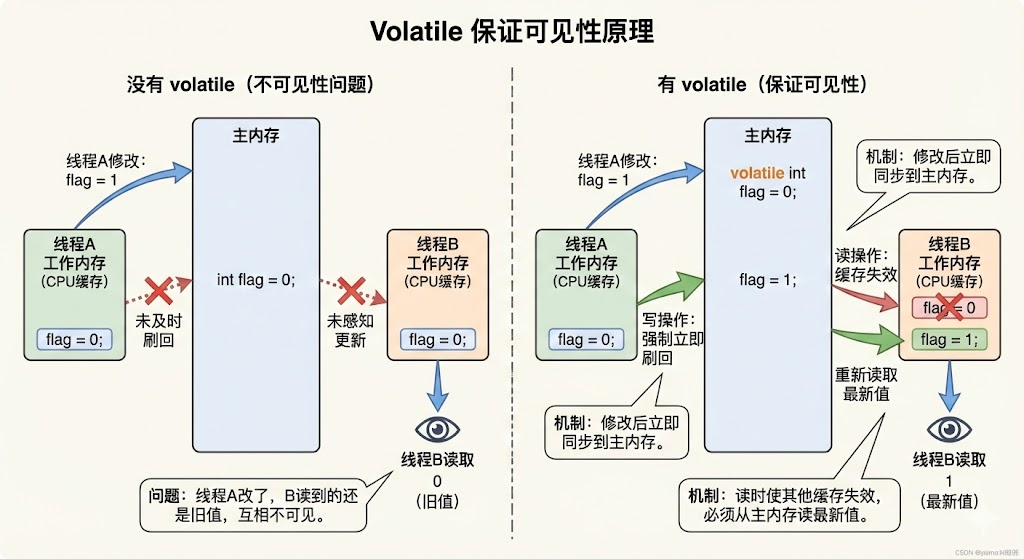 Volatile 保证可见性原理
没有 volatile（不可见性问题）
主内存
线程A修改：
flag = 1
线程A
工作内存
(CPU缓存)
flag = 0;
未及时
刷回
int flag = 0;
未感知
更新
线程B
工作内存
(CPU缓存)
flag = 0;
线程B读取
0
(旧值)
问题：线程A改了，B读到的还
是旧值，互相不可见。
有 volatile（保证可见性）
主内存
线程A修改：
flag = 1
volatile int
flag = 0;
机制：修改后立即
同步到主内存。
线程A
工作内存
(CPU缓存)
flag = 0;
写操作：
强制立即
刷回
flag = 1;
读操作：
缓存失效
线程B
工作内存
(CPU缓存)
flag = 0
flag = 1;
重新读取
最新值
机制：修改后立即
同步到主内存。
线程B读取
1
(最新值)
机制：读时使其他缓存失效，
必须从主内存读最新值。